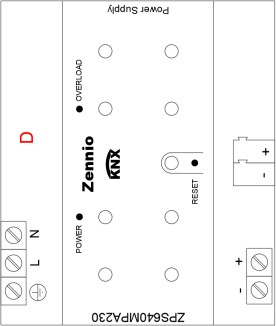 Power Supply
OVERLOAD
D
Zennio
KNX
RESET
POWER
N
L
+
-
+
-
ZPS640MPA230